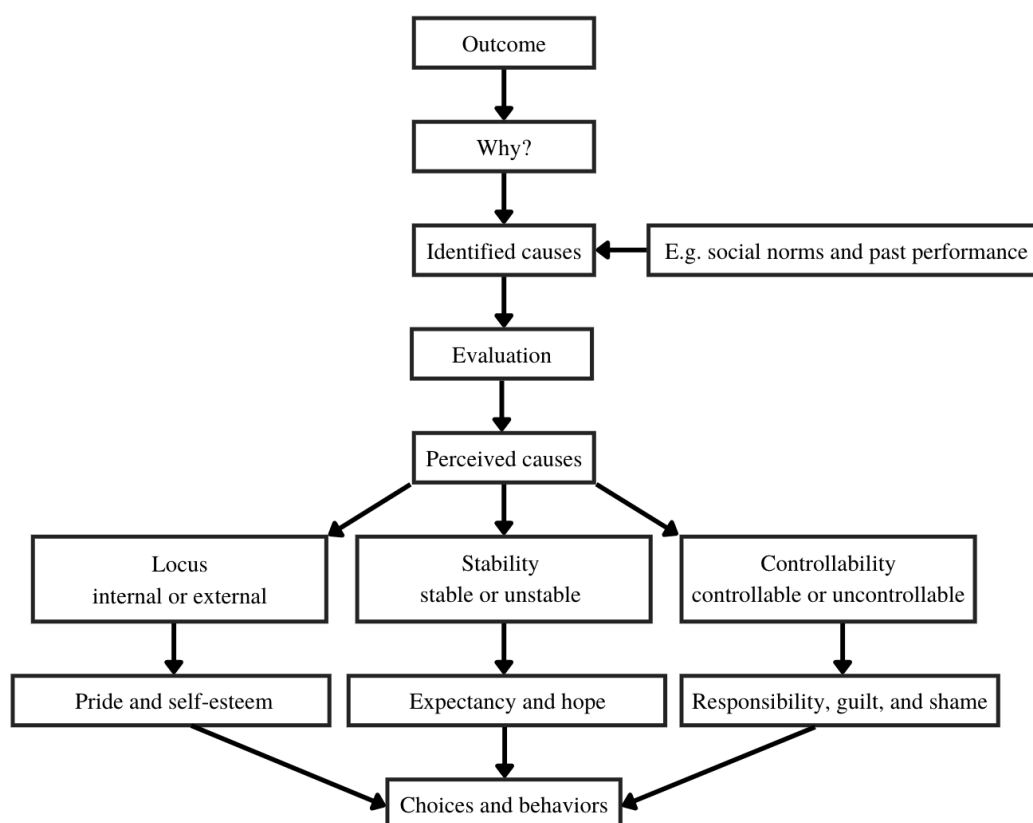 Outcome
Why?
Identified causes
E.g. social norms and past performance
Evaluation
Perceived causes
Locus
internal or external
Stability
stable or unstable
Controllability
controllable or uncontrollable
Pride and self-esteem
Expectancy and hope
Responsibility, guilt, and shame
Choices and behaviors